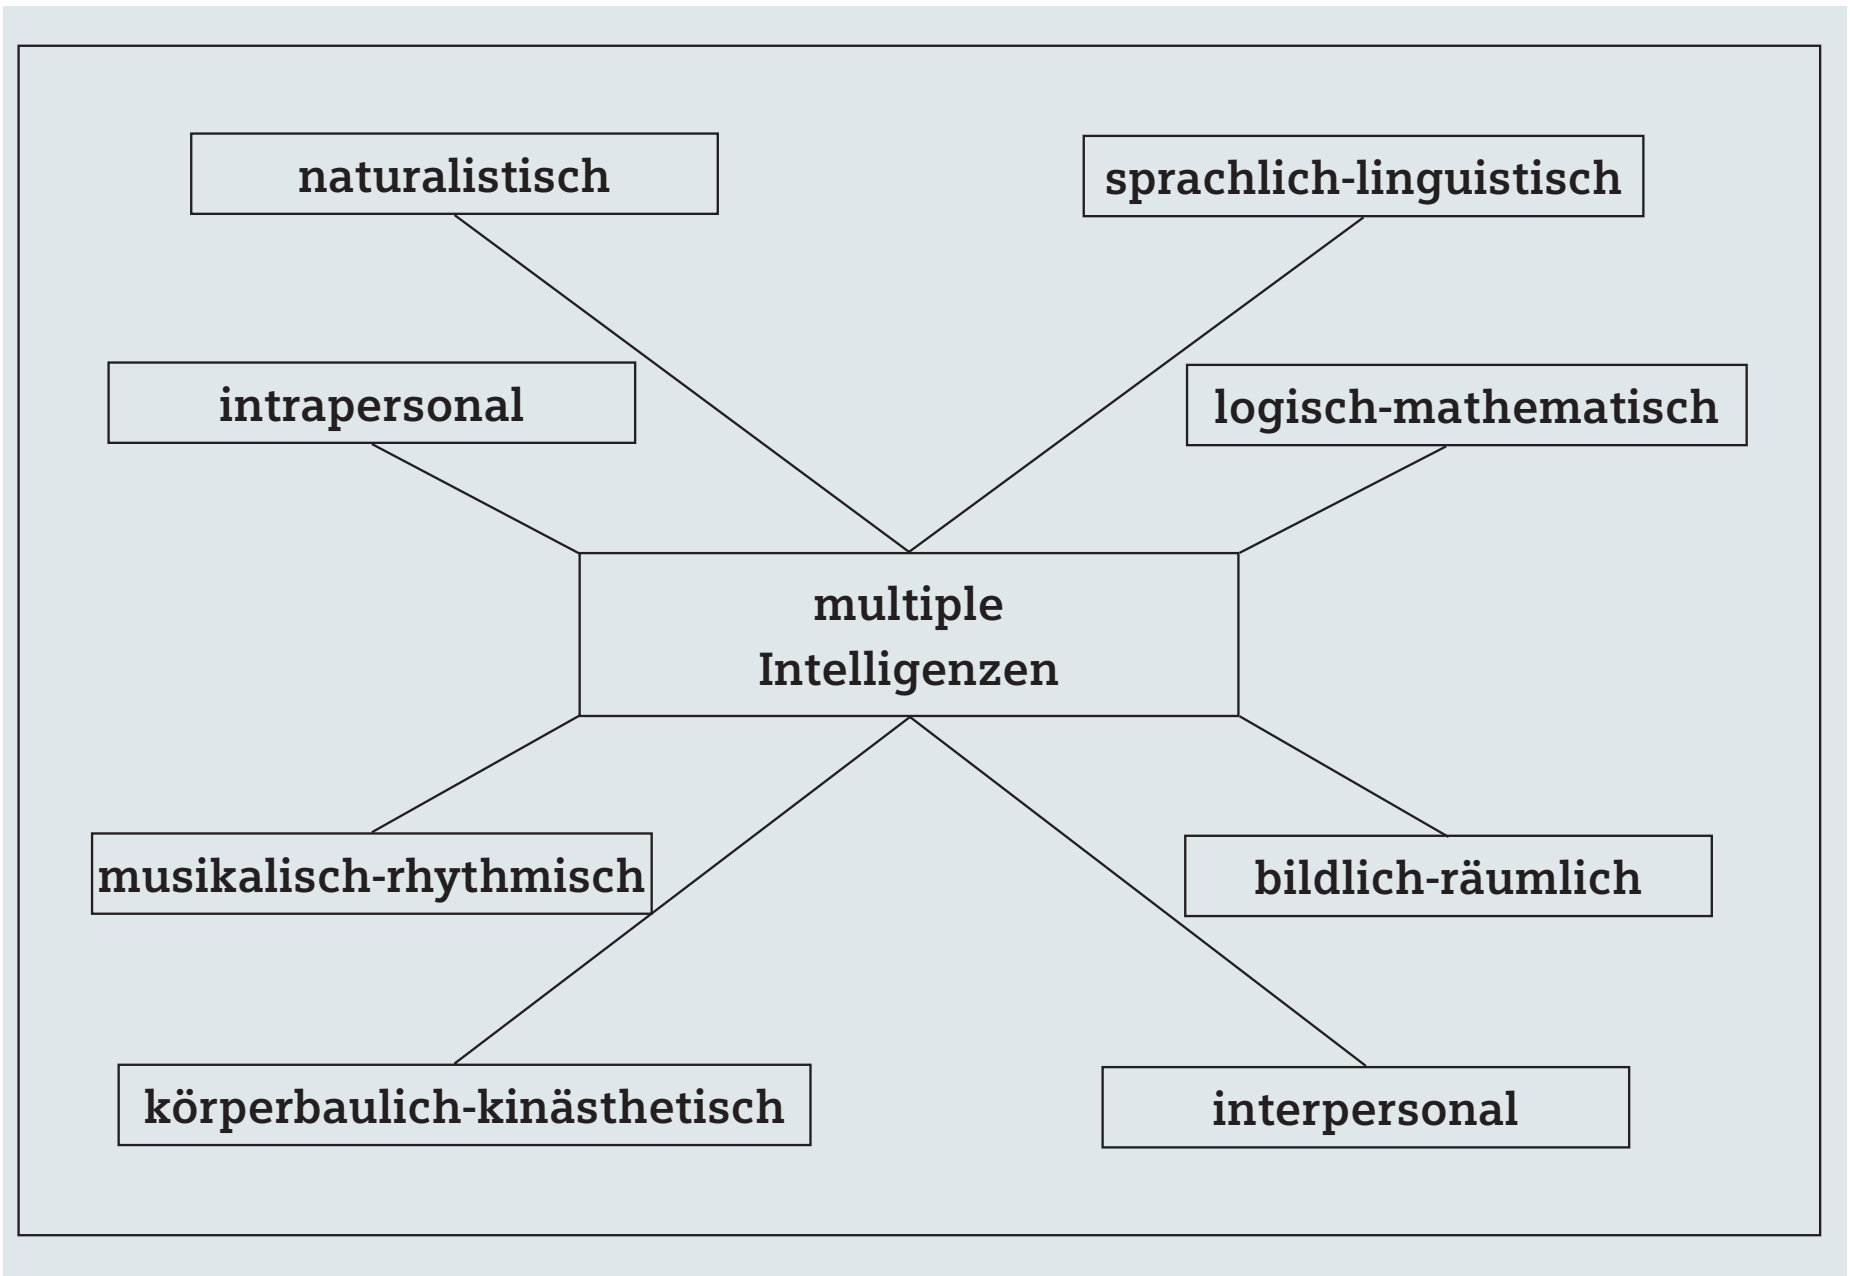 naturalistisch
sprachlich-linguistisch
intrapersonal
logisch-mathematisch
multiple
Intelligenzen
musikalisch-rhythmisch
bildlich-räumlich
körperbaulich-kinästhetisch
interpersonal